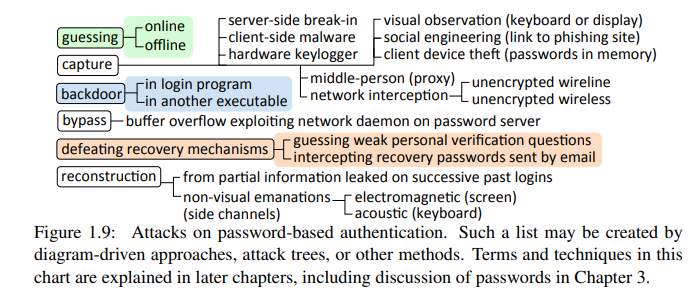 guessing online
offline
capture
server-side break-in
client-side malware
hardware keylogger
visual observation (keyboard or display)
social engineering (link to phishing site)
client device theft (passwords in memory)
middle-person (proxy)
network interception
unencrypted wireline
unencrypted wireless
backdoor in login program
in another executable
bypass buffer overflow exploiting network daemon on password server
defeating recovery mechanisms guessing weak personal verification questions
intercepting recovery passwords sent by email
reconstruction from partial information leaked on successive past logins
non-visual emanations electromagnetic (screen)
(side channels) acoustic (keyboard)
Figure 1.9: Attacks on password-based authentication. Such a list may be created by
diagram-driven approaches, attack trees, or other methods. Terms and techniques in this
chart are explained in later chapters, including discussion of passwords in Chapter 3.